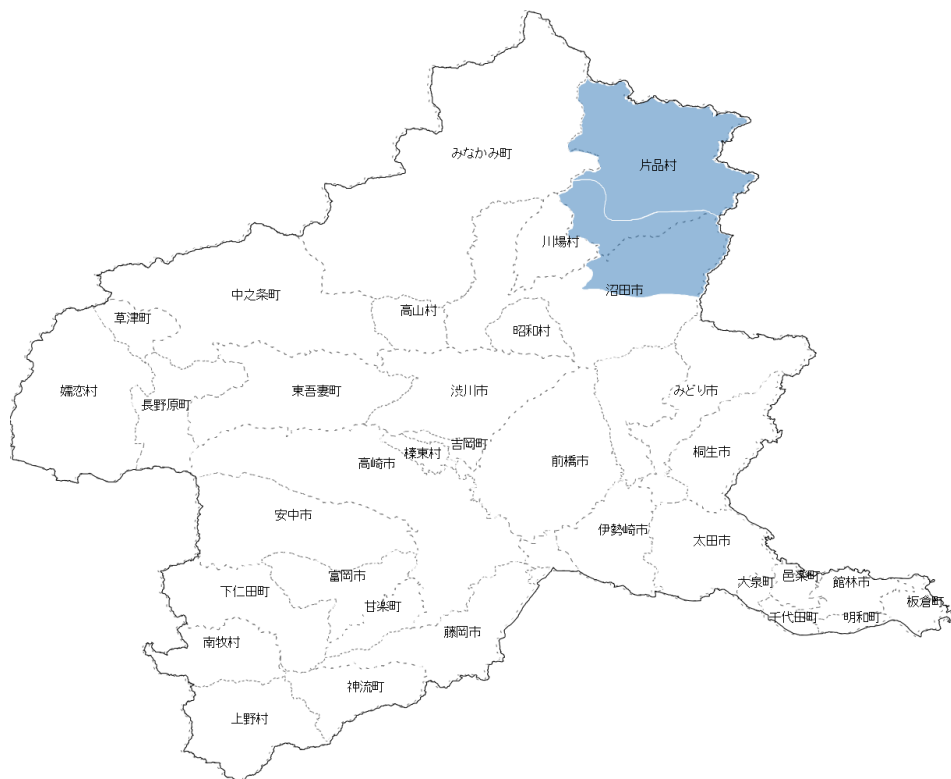 みなかみ町
片品村
川場村
沼田市
中之条町
草津町
高山村
昭和村
嬬恋村
長野原町
東吾妻町
渋川市
みどり市
高崎市
榛東村
吉岡町
前橋市
桐生市
安中市
伊勢崎市
太田市
下仁田町
富岡市
甘楽町
大泉町
邑楽町
館林市
板倉町
千代田町
明和町
南牧村
藤岡市
神流町
上野村